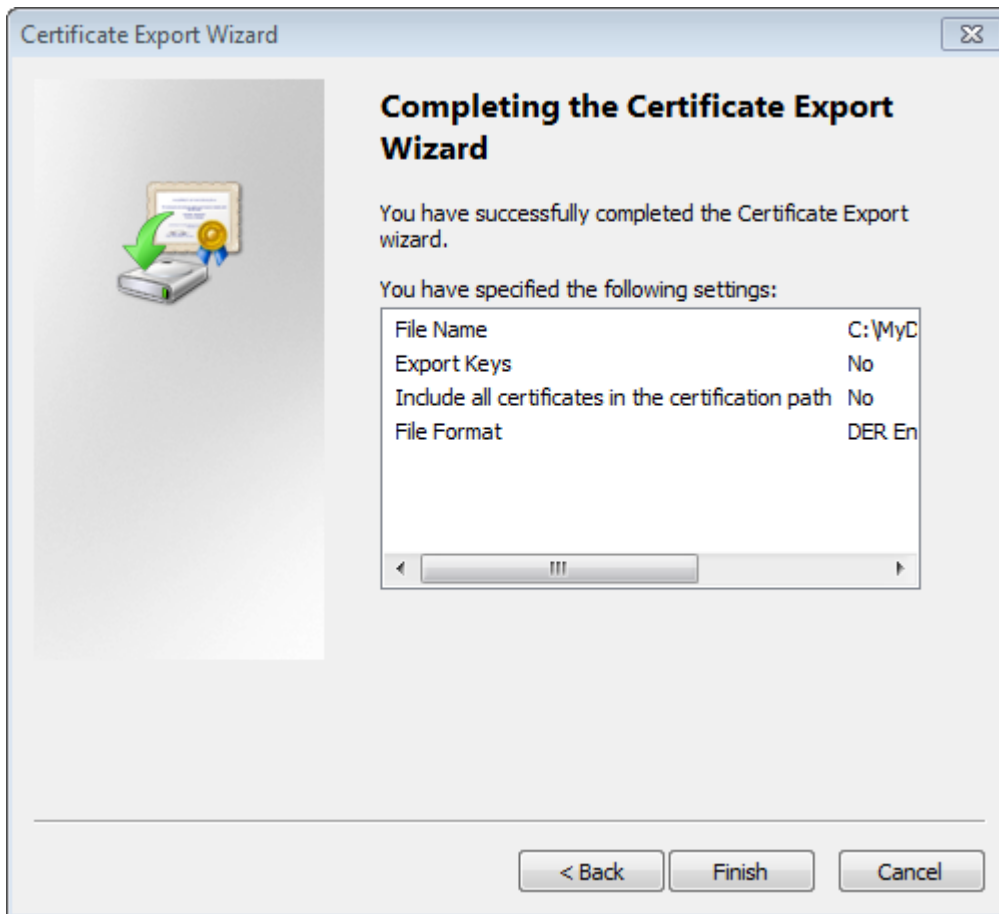 Certificate Export Wizard
Completing the Certificate Export
Wizard
You have successfully completed the Certificate Export
wizard.
You have specified the following settings:
File Name C:\MyD
Export Keys No
Include all certificates in the certification path No
File Format DER En
< Back Finish Cancel